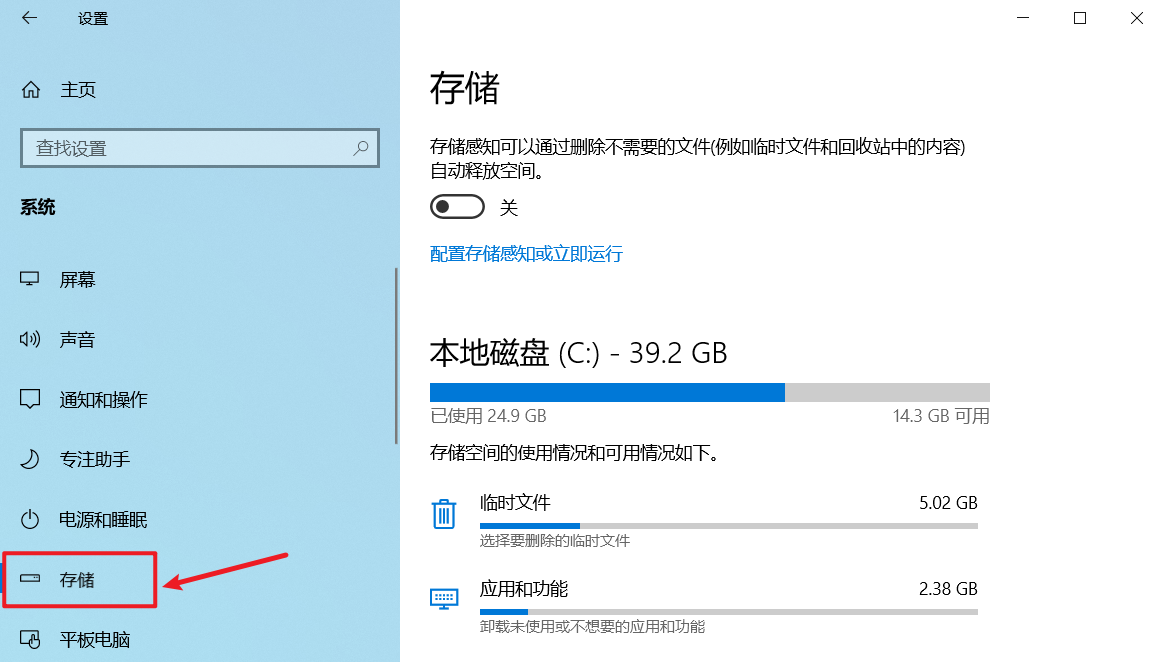 设置
主页
查找设置
系统
屏幕
声音
通知和操作
专注助手
电源和睡眠
存储
平板电脑
存储
存储感知可以通过删除不需要的文件(例如临时文件和回收站中的内容)
自动释放空间。
关
配置存储感知或立即运行
本地磁盘 (C:) - 39.2 GB
已使用 24.9 GB
14.3 GB 可用
存储空间的使用情况和可用情况如下。
临时文件
5.02 GB
选择要删除的临时文件
应用和功能
2.38 GB
卸载未使用或不想要的应用和功能